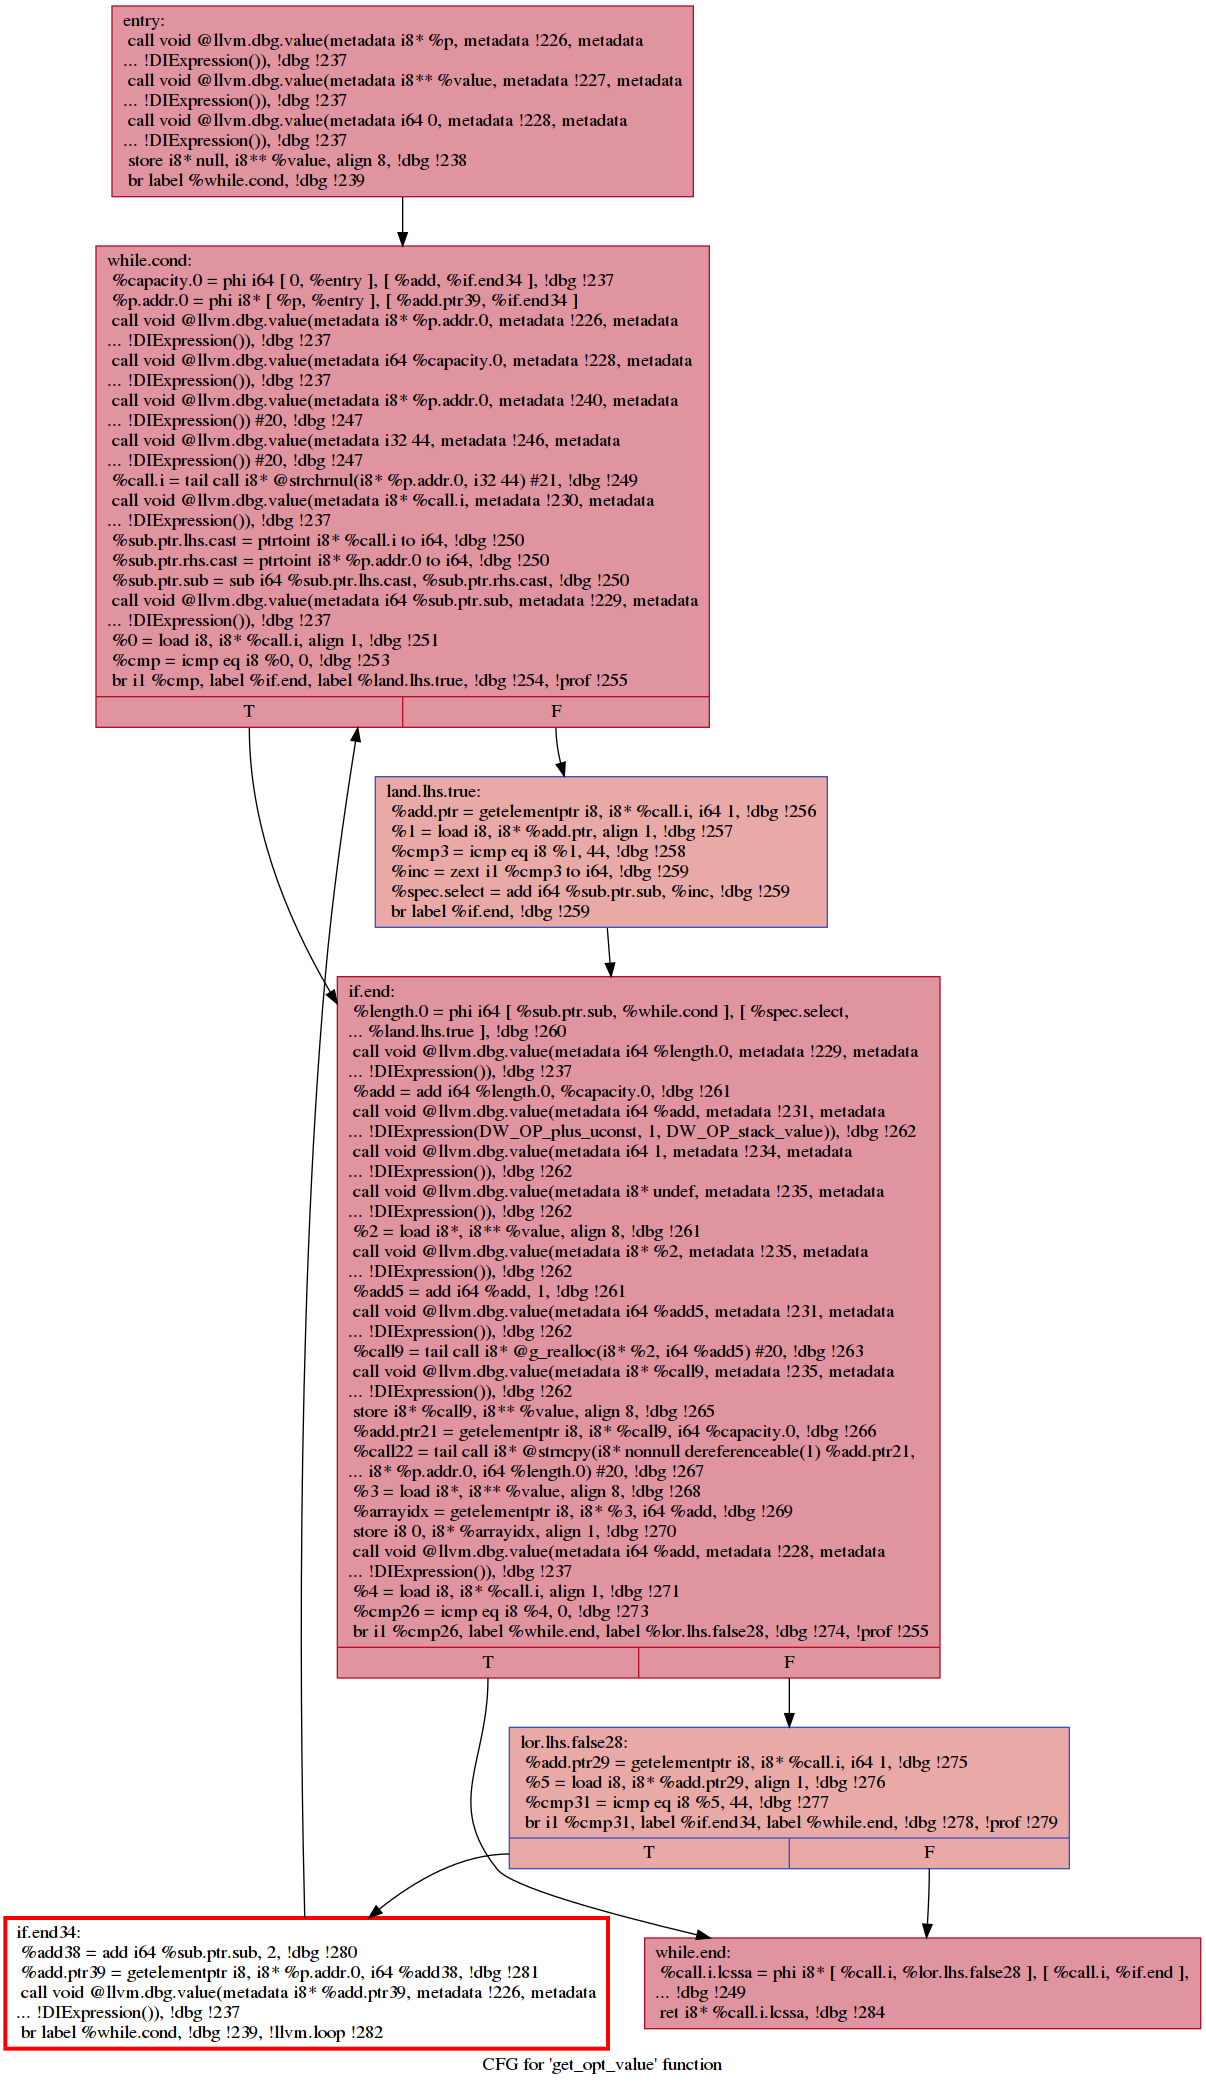 entry:
call void @llvm.dbg.value(metadata i8* %p, metadata !226, metadata
... !DIExpression()), !dbg !237
call void @llvm.dbg.value(metadata i8** %value, metadata !227, metadata
... !DIExpression()), !dbg !237
call void @llvm.dbg.value(metadata i64 0, metadata !228, metadata
... !DIExpression()), !dbg !237
store i8* null, i8** %value, align 8, !dbg !238
br label %while.cond, !dbg !239
while.cond:
%capacity.0 = phi i64 [ 0, %entry ], [ %add, %if.end34 ], !dbg !237
%p.addr.0 = phi i8* [ %p, %entry ], [ %add.ptr39, %if.end34 ]
call void @llvm.dbg.value(metadata i8* %p.addr.0, metadata !226, metadata
... !DIExpression()), !dbg !237
call void @llvm.dbg.value(metadata i64 %capacity.0, metadata !228, metadata
... !DIExpression()), !dbg !237
call void @llvm.dbg.value(metadata i8* %p.addr.0, metadata !240, metadata
... !DIExpression()) #20, !dbg !247
call void @llvm.dbg.value(metadata i32 44, metadata !246, metadata
... !DIExpression()) #20, !dbg !247
%call.i = tail call i8* @strchrnul(i8* %p.addr.0, i32 44) #21, !dbg !249
call void @llvm.dbg.value(metadata i8* %call.i, metadata !230, metadata
... !DIExpression()), !dbg !237
%sub.ptr.lhs.cast = ptrtoint i8* %call.i to i64, !dbg !250
%sub.ptr.rhs.cast = ptrtoint i8* %p.addr.0 to i64, !dbg !250
%sub.ptr.sub = sub i64 %sub.ptr.lhs.cast, %sub.ptr.rhs.cast, !dbg !250
call void @llvm.dbg.value(metadata i64 %sub.ptr.sub, metadata !229, metadata
... !DIExpression()), !dbg !237
%0 = load i8, i8* %call.i, align 1, !dbg !251
%cmp = icmp eq i8 %0, 0, !dbg !253
br i1 %cmp, label %if.end, label %land.lhs.true, !dbg !254, !prof !255
T
F
land.lhs.true:
%add.ptr = getelementptr i8, i8* %call.i, i64 1, !dbg !256
%1 = load i8, i8* %add.ptr, align 1, !dbg !257
%cmp3 = icmp eq i8 %1, 44, !dbg !258
%inc = zext i1 %cmp3 to i64, !dbg !259
%spec.select = add i64 %sub.ptr.sub, %inc, !dbg !259
br label %if.end, !dbg !259
if.end:
%length.0 = phi i64 [ %sub.ptr.sub, %while.cond ], [ %spec.select,
... %land.lhs.true ], !dbg !260
call void @llvm.dbg.value(metadata i64 %length.0, metadata !229, metadata
... !DIExpression()), !dbg !237
%add = add i64 %length.0, %capacity.0, !dbg !261
call void @llvm.dbg.value(metadata i64 %add, metadata !231, metadata
... !DIExpression(DW_OP_plus_uconst, 1, DW_OP_stack_value)), !dbg !262
call void @llvm.dbg.value(metadata i64 1, metadata !234, metadata
... !DIExpression()), !dbg !262
call void @llvm.dbg.value(metadata i8* undef, metadata !235, metadata
... !DIExpression()), !dbg !262
%2 = load i8*, i8** %value, align 8, !dbg !261
call void @llvm.dbg.value(metadata i8* %2, metadata !235, metadata
... !DIExpression()), !dbg !262
%add5 = add i64 %add, 1, !dbg !261
call void @llvm.dbg.value(metadata i64 %add5, metadata !231, metadata
... !DIExpression()), !dbg !262
%call9 = tail call i8* @g_realloc(i8* %2, i64 %add5) #20, !dbg !263
call void @llvm.dbg.value(metadata i8* %call9, metadata !235, metadata
... !DIExpression()), !dbg !262
store i8* %call9, i8** %value, align 8, !dbg !265
%add.ptr21 = getelementptr i8, i8* %call9, i64 %capacity.0, !dbg !266
%call22 = tail call i8* @strncpy(i8* nonnull dereferenceable(1) %add.ptr21,
... i8* %p.addr.0, i64 %length.0) #20, !dbg !267
%3 = load i8*, i8** %value, align 8, !dbg !268
%arrayidx = getelementptr i8, i8* %3, i64 %add, !dbg !269
store i8 0, i8* %arrayidx, align 1, !dbg !270
call void @llvm.dbg.value(metadata i64 %add, metadata !228, metadata
... !DIExpression()), !dbg !237
%4 = load i8, i8* %call.i, align 1, !dbg !271
%cmp26 = icmp eq i8 %4, 0, !dbg !273
br i1 %cmp26, label %while.end, label %lor.lhs.false28, !dbg !274, !prof !255
T
F
lor.lhs.false28:
%add.ptr29 = getelementptr i8, i8* %call.i, i64 1, !dbg !275
%5 = load i8, i8* %add.ptr29, align 1, !dbg !276
%cmp31 = icmp eq i8 %5, 44, !dbg !277
br i1 %cmp31, label %if.end34, label %while.end, !dbg !278, !prof !279
T
F
if.end34:
%add38 = add i64 %sub.ptr.sub, 2, !dbg !280
%add.ptr39 = getelementptr i8, i8* %p.addr.0, i64 %add38, !dbg !281
call void @llvm.dbg.value(metadata i8* %add.ptr39, metadata !226, metadata
... !DIExpression()), !dbg !237
br label %while.cond, !dbg !239, !llvm.loop !282
while.end:
%call.i.lcssa = phi i8* [ %call.i, %lor.lhs.false28 ], [ %call.i, %if.end ],
... !dbg !249
ret i8* %call.i.lcssa, !dbg !284
CFG for 'get_opt_value' function